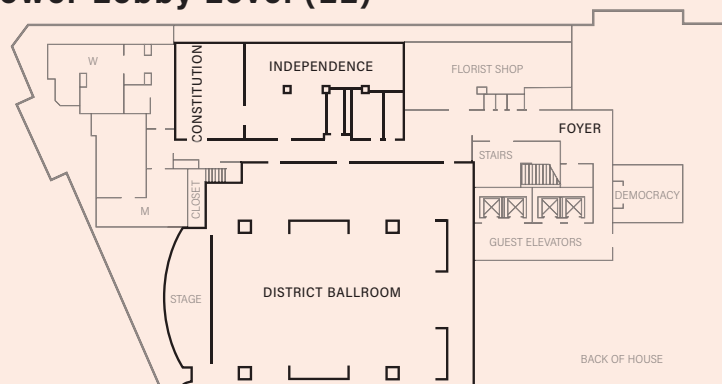 ower Lobby Level (LL)
W
CONSTITUTION
INDEPENDENCE
FLORIST SHOP
FOYER
STAIRS
DEMOCRACY
CLOSET
M
GUEST ELEVATORS
STAGE
DISTRICT BALLROOM
BACK OF HOUSE